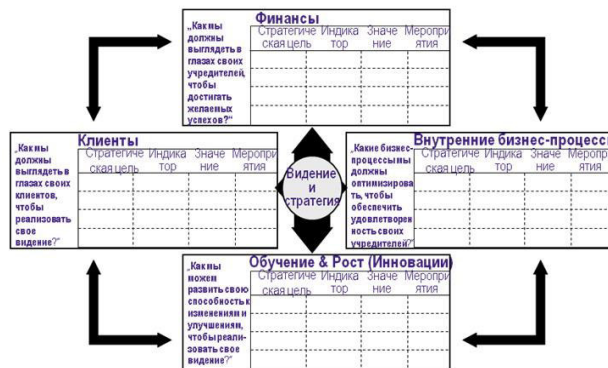 Финансы
„Как мы
должны
выглядеть в
глазах своих
учредителей,
чтобы
достигать
желаемых
успехов?“
Стратегиче Индика Значе Меропри
ская цель тор ние ятия
Клиенты
„Как мы
должны
выглядеть в
глазах своих
клиентов,
чтобы
реализовать
свое
видение?“
Стратегиче Индика Значе Меропри
ская цель тор ние ятия
Видение
и
стратегия
Внутренние бизнес-процессы
„Какие бизнес-
процессы мы
должны
оптимизирова
ть, чтобы
обеспечить
удовлетворен
ность своих
учредителей?“
Стратегиче Индика Значе Меропри
ская цель тор ние ятия
Обучение & Рост (Инновации)
„Как мы
можем
развить свою
способность к
изменениям и
улучшениям,
чтобы реали-
зовать свое
видение?“
Стратегиче Индика Значе Меропри
ская цель тор ние ятия